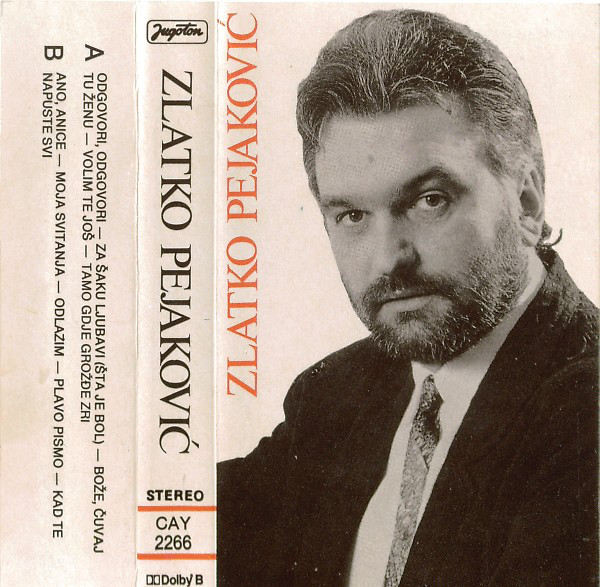 A
ODGOVORI, ODGOVORI — ZA ŠAKU LJUBAVI (ŠTA JE BOL) — BOŽE, ČUVAJ
TU ŽENU — VOLIM TE JOŠ — TAMO GDJE GROŽĐE ZRI
B
ANO, ANICE — MOJA SVITANJA — ODLAZIM — PLAVO PISMO — KAD TE
NAPUSTE SVI
Jugoton
ZLATKO PEJAKOVIĆ
STEREO
CAY
2266
Dolby B
ZLATKO PEJAKOVIĆ